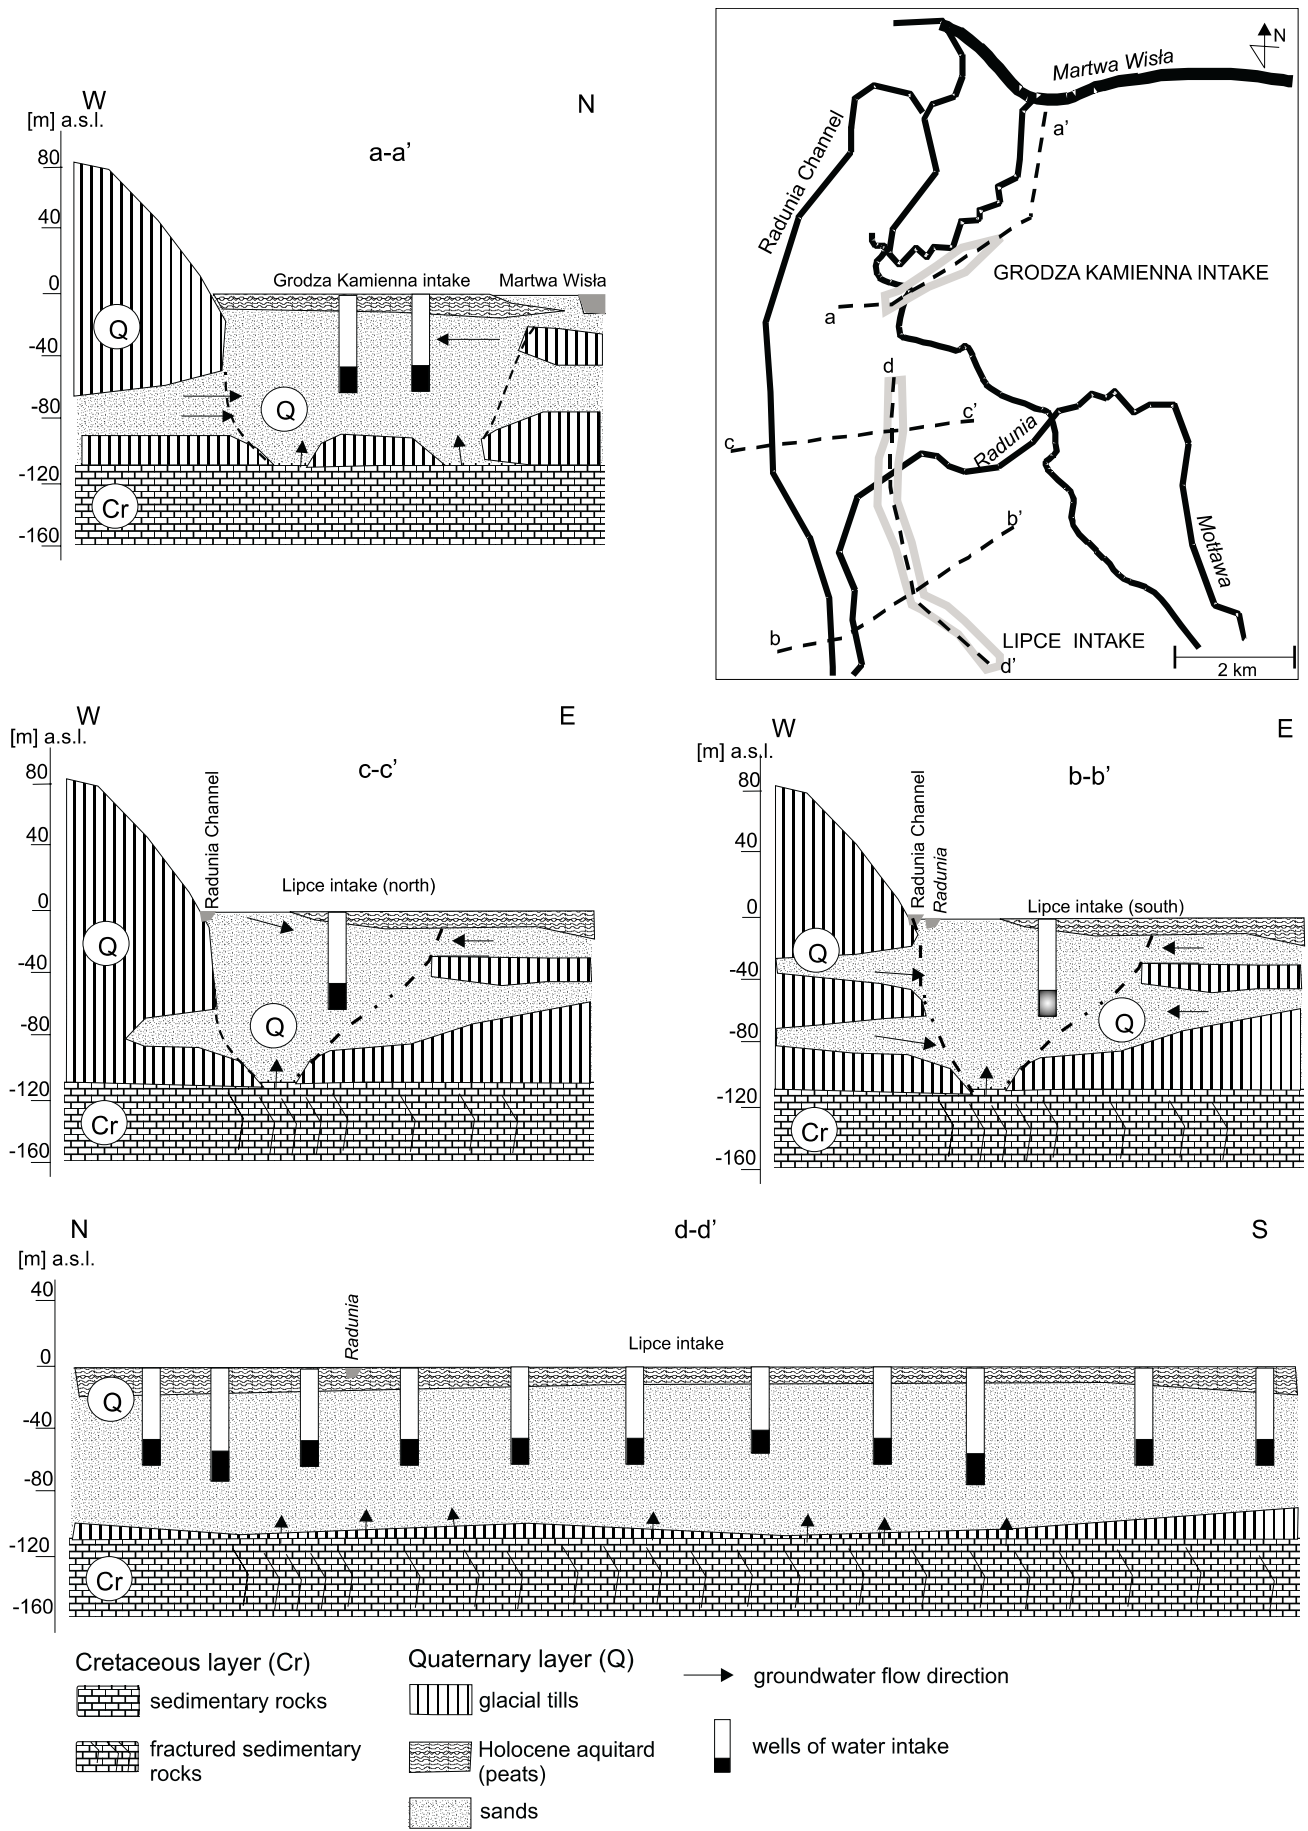 W
N
[m] a.s.l.
a-a’
80
40
0
-40
-80
-120
-160
Grodza Kamienna intake
Martwa Wisła
Q
Q
Cr
N
Martwa Wisła
a’
Radunia Channel
GRODZA KAMIENNA INTAKE
a
d
c
c’
Radunia
b’
Motława
b
LIPCE INTAKE
d’
2 km
W
E
[m] a.s.l.
c-c’
80
40
0
-40
-80
-120
-160
Radunia Channel
Lipce intake (north)
Q
Q
Cr
W
E
[m] a.s.l.
b-b’
80
40
0
-40
-80
-120
-160
Radunia Channel
Radunia
Lipce intake (south)
Q
Q
Cr
N
d-d’
S
[m] a.s.l.
40
0
-40
-80
-120
-160
Radunia
Lipce intake
Q
Cr
Cretaceous layer (Cr)
sedimentary rocks
fractured sedimentary
rocks
Quaternary layer (Q)
glacial tills
Holocene aquitard
(peats)
sands
groundwater flow direction
wells of water intake